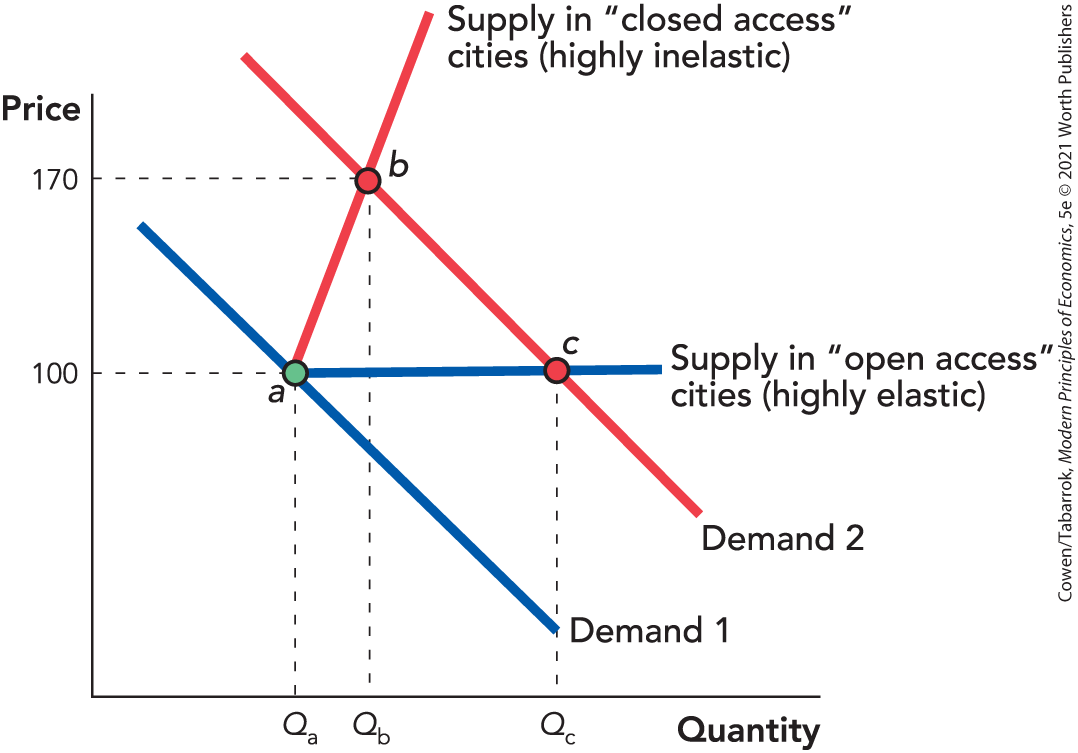 Supply in “closed access”
cities (highly inelastic)
Price
170
b
100
a
c
Supply in “open access”
cities (highly elastic)
Demand 2
Demand 1
Qa
Qb
Qc
Quantity
Cowen/Tabarrok, Modern Principles of Economics, 5e © 2021 Worth Publishers